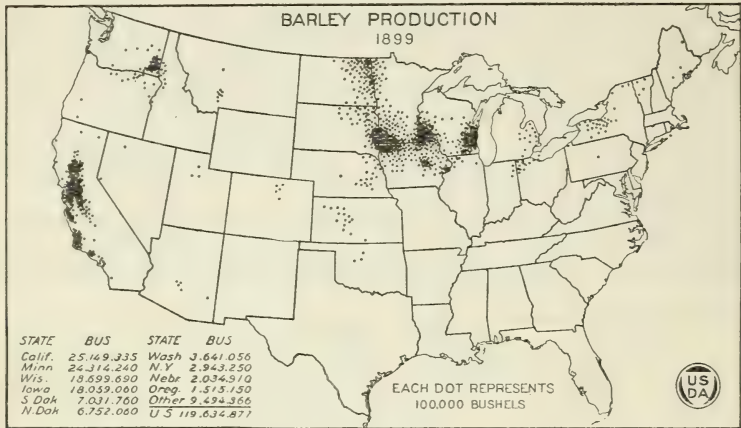 BARLEY PRODUCTION
1899
STATE BUS STATE BUS
Calif. 25.149.335 Wash 3.641.056
Minn 24.314.240 N.Y 2.943.250
Wis. 18.699.690 Nebr 2.034.910
Iowa 18.059.060 Oreg. 1.515.150
S Dak 7.031.760 Other 9.494.366
N.Dak 6.752.060 U S 119.634.877
EACH DOT REPRESENTS
100,000 BUSHELS
US
DA